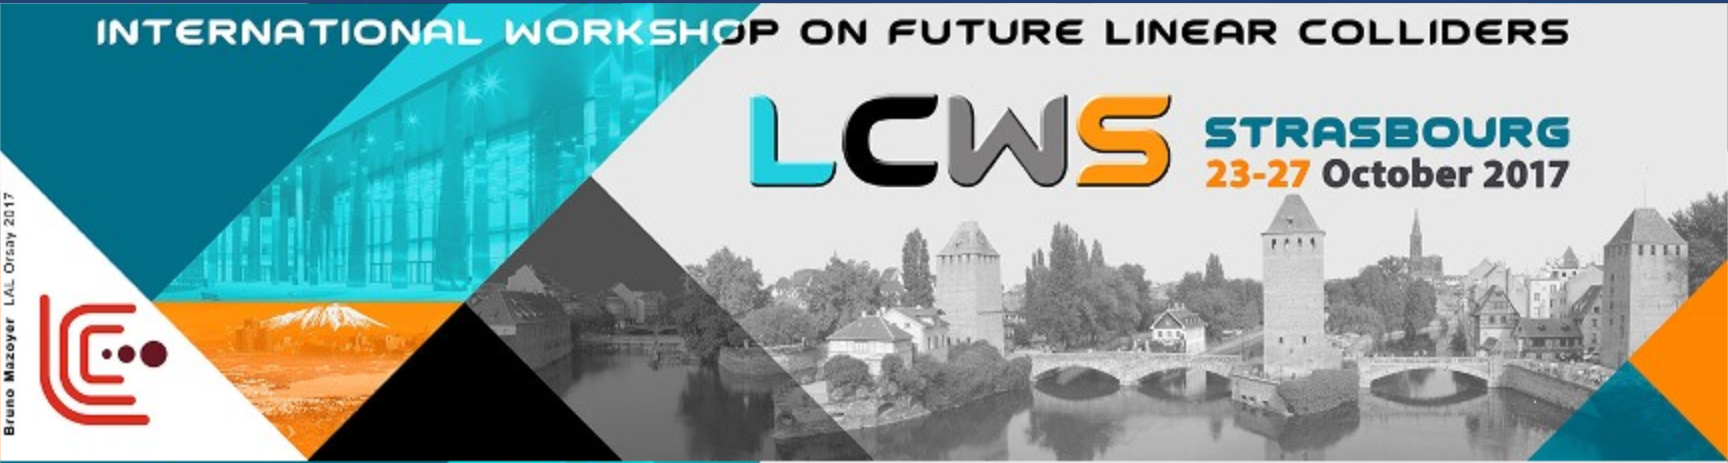 INTERNATIONAL WORKSHOP ON FUTURE LINEAR COLLIDERS
LCWS
STRASBOURG
23-27 October 2017
Bruno Mazoyer LAL Orsay 2017